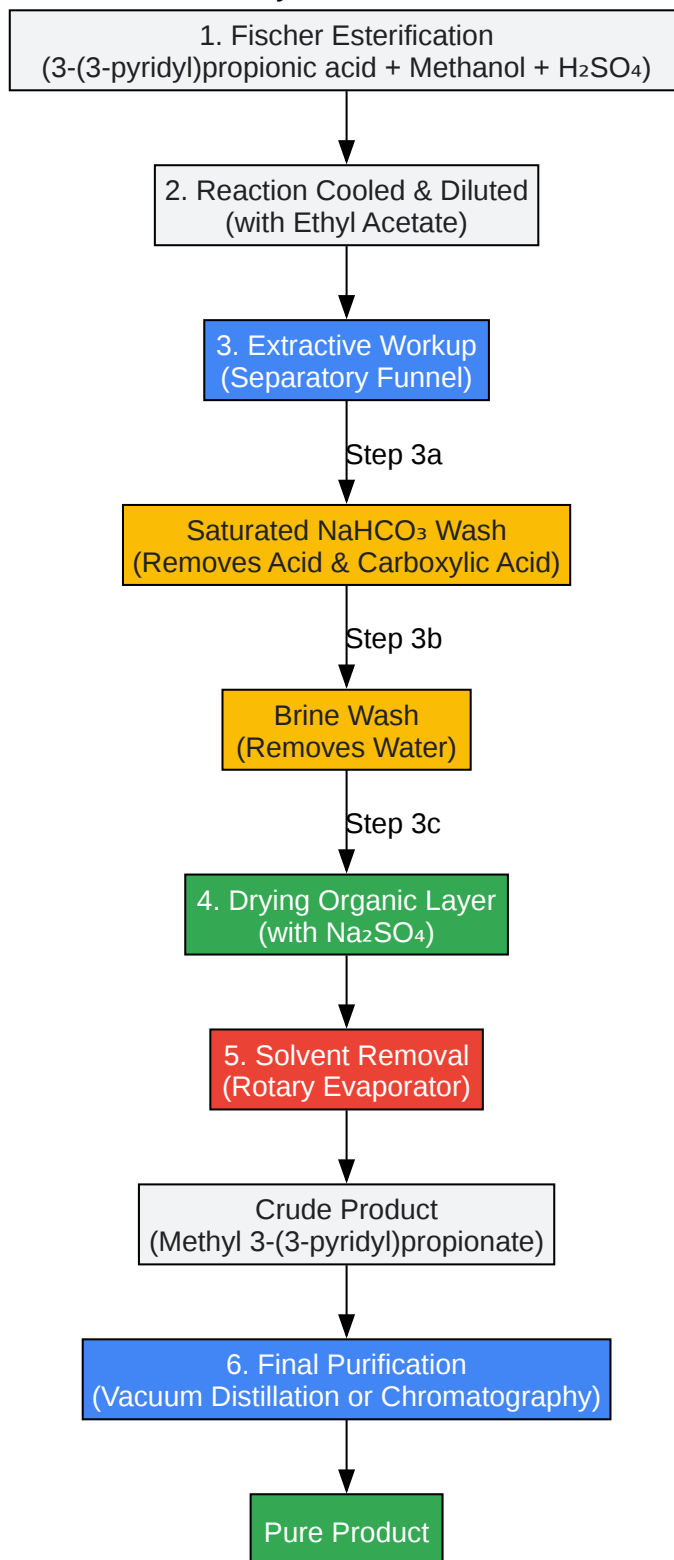 1. Fischer Esterification
(3-(3-pyridyl)propionic acid + Methanol + H₂SO₄)
2. Reaction Cooled & Diluted
(with Ethyl Acetate)
3. Extractive Workup
(Separatory Funnel)
Step 3a
Saturated NaHCO₃ Wash
(Removes Acid & Carboxylic Acid)
Step 3b
Brine Wash
(Removes Water)
Step 3c
4. Drying Organic Layer
(with Na₂SO₄)
5. Solvent Removal
(Rotary Evaporator)
Crude Product
(Methyl 3-(3-pyridyl)propionate)
6. Final Purification
(Vacuum Distillation or Chromatography)
Pure Product